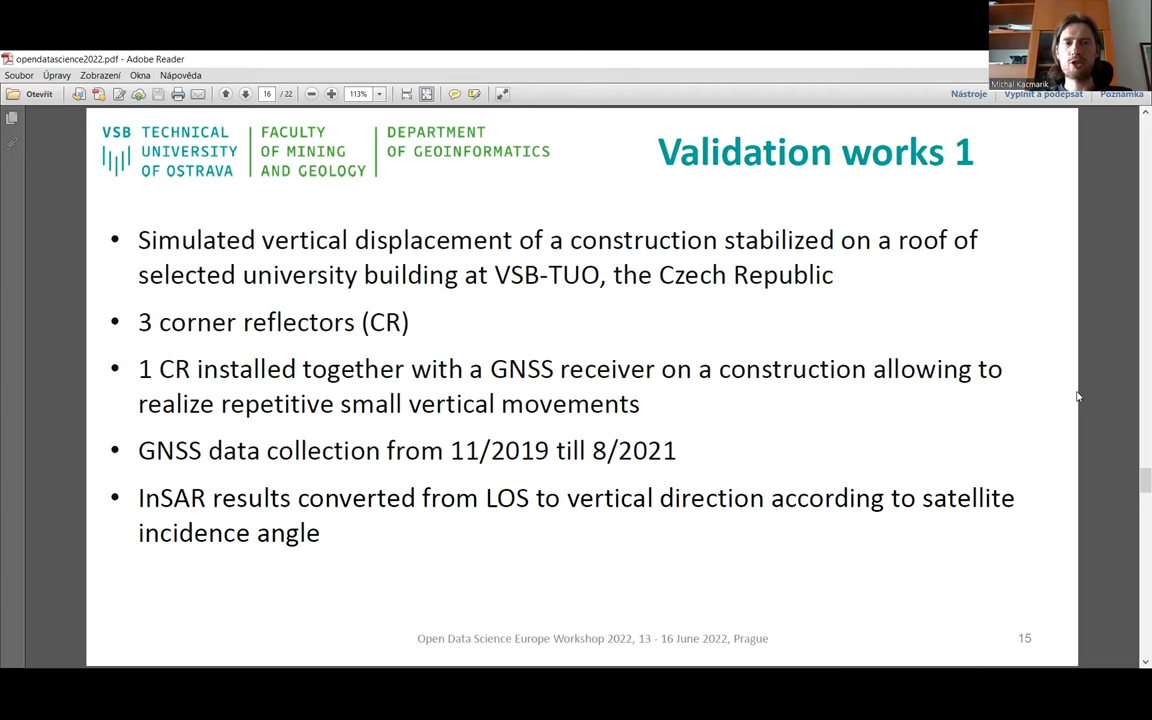 opendatascience2022.pdf - Adobe Reader
Soubor Úpravy Zobrazení Okna Nápověda
Otevřít 16 / 22 113% Nástroje Vyplnit a podepsat Poznámka
Michal Kacmarik
VSB TECHNICAL UNIVERSITY OF OSTRAVA
FACULTY OF MINING AND GEOLOGY
DEPARTMENT OF GEOINFORMATICS
Validation works 1
• Simulated vertical displacement of a construction stabilized on a roof of
selected university building at VSB-TUO, the Czech Republic
• 3 corner reflectors (CR)
• 1 CR installed together with a GNSS receiver on a construction allowing to
realize repetitive small vertical movements
• GNSS data collection from 11/2019 till 8/2021
• InSAR results converted from LOS to vertical direction according to satellite
incidence angle
Open Data Science Europe Workshop 2022, 13 - 16 June 2022, Prague
15